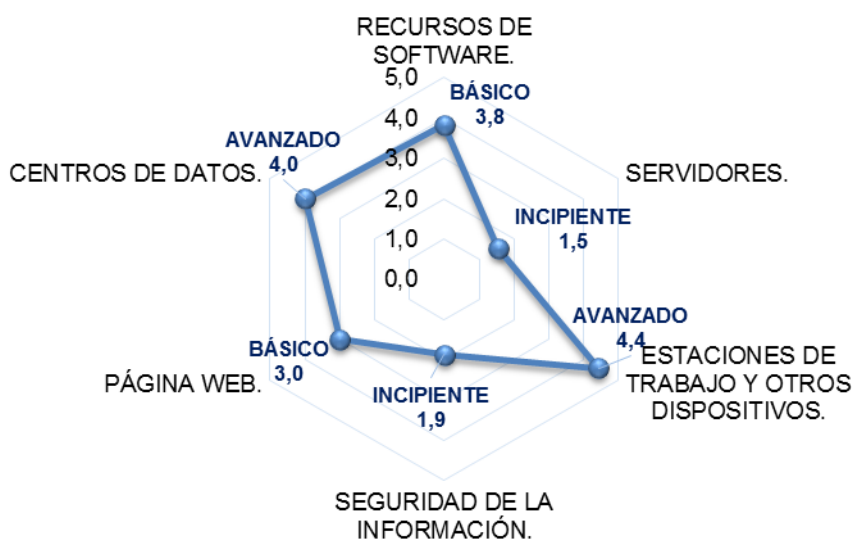 RECURSOS DE
SOFTWARE.
5,0
BÁSICO
3,8
4,0
AVANZADO
4,0
3,0
CENTROS DE DATOS.
SERVIDORES.
2,0
INCIPIENTE
1,5
1,0
0,0
AVANZADO
4,4
ESTACIONES DE
TRABAJO Y OTROS
DISPOSITIVOS.
BÁSICO
3,0
PÁGINA WEB.
INCIPIENTE
1,9
SEGURIDAD DE LA
INFORMACIÓN.